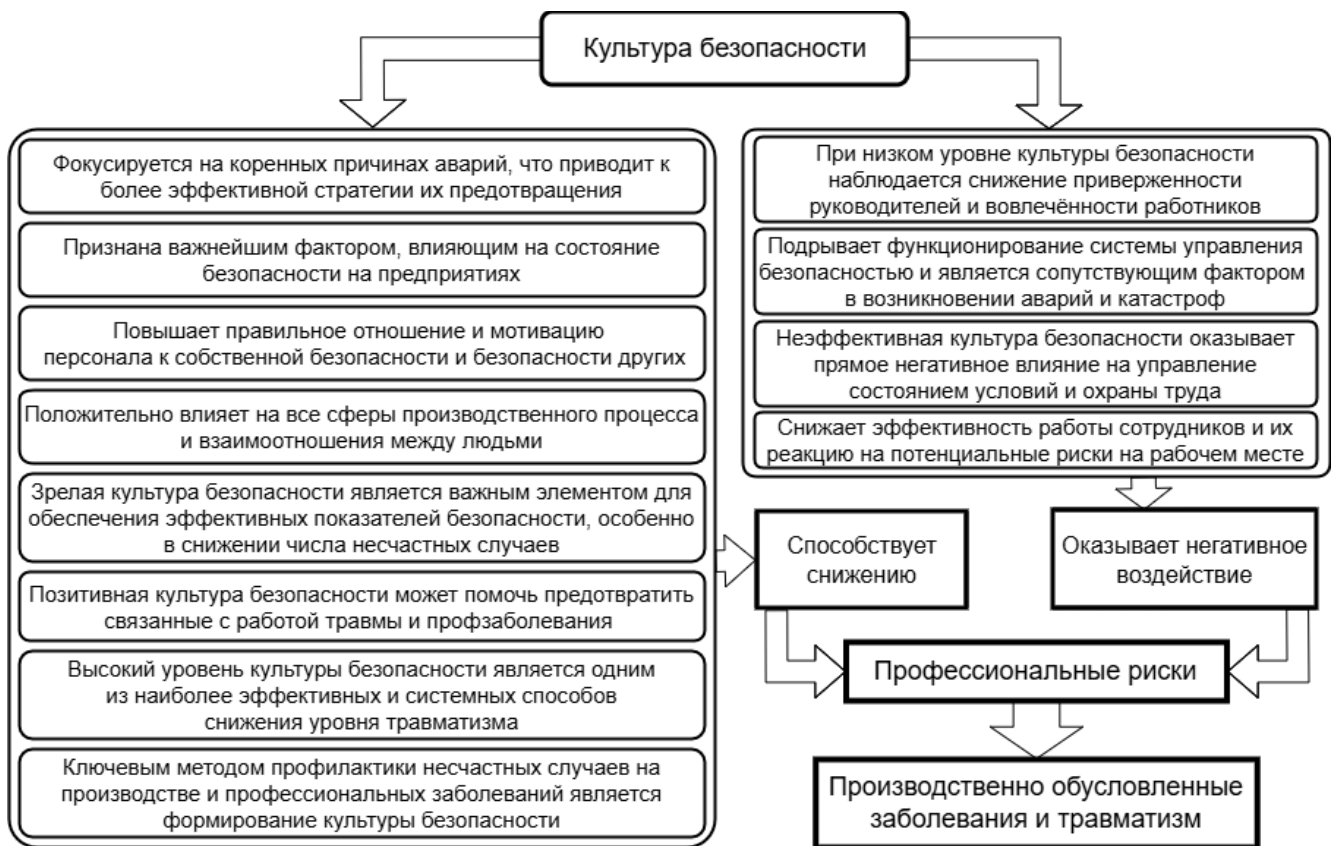 Культура безопасности
Фокусируется на коренных причинах аварий, что приводит к
более эффективной стратегии их предотвращения
Признана важнейшим фактором, влияющим на состояние
безопасности на предприятиях
Повышает правильное отношение и мотивацию
персонала к собственной безопасности и безопасности других
Положительно влияет на все сферы производственного процесса
и взаимоотношения между людьми
Зрелая культура безопасности является важным элементом для
обеспечения эффективных показателей безопасности, особенно
в снижении числа несчастных случаев
Позитивная культура безопасности может помочь предотвратить
связанные с работой травмы и профзаболевания
Высокий уровень культуры безопасности является одним
из наиболее эффективных и системных способов
снижения уровня травматизма
Ключевым методом профилактики несчастных случаев на
производстве и профессиональных заболеваний является
формирование культуры безопасности
При низком уровне культуры безопасности
наблюдается снижение приверженности
руководителей и вовлечённости работников
Подрывает функционирование системы управления
безопасностью и является сопутствующим фактором
в возникновении аварий и катастроф
Неэффективная культура безопасности оказывает
прямое негативное влияние на управление
состоянием условий и охраны труда
Снижает эффективность работы сотрудников и их
реакцию на потенциальные риски на рабочем месте
Способствует
снижению
Оказывает негативное
воздействие
Профессиональные риски
Производственно обусловленные
заболевания и травматизм